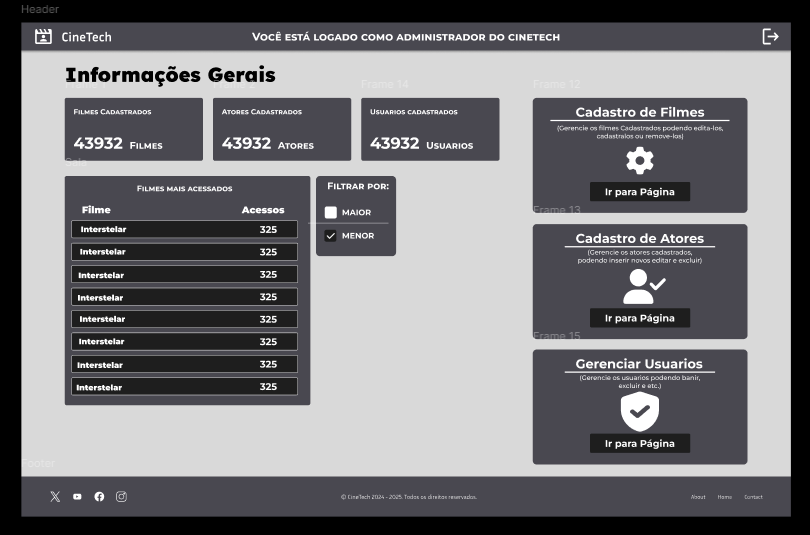 Header
CineTech
Você está logado como administrador do cinetech
Informações Gerais
Frame 1
Frame 2
Frame 14
Frame 12
Filmes Cadastrados
43932 Filmes
Atores Cadastrados
43932 Atores
Usuarios cadastrados
43932 Usuarios
Cadastro de Filmes
(Gerencie os filmes Cadastrados podendo edita-los,
cadastralos ou remove-los)
Ir para Página
Filmes mais acessados
Filme Acessos
Interstelar 325
Interstelar 325
Interstelar 325
Interstelar 325
Interstelar 325
Interstelar 325
Interstelar 325
Interstelar 325
Filtrar por:
maior
menor
Frame 13
Cadastro de Atores
(Gerencie os atores cadastrados,
podendo inserir novos editar e excluir)
Ir para Página
Frame 15
Gerenciar Usuarios
(Gerencie os usuarios podendo banir,
excluir e etc.)
Ir para Página
Footer
© CineTech 2024 - 2025. Todos os direitos reservados.
About Home Contact